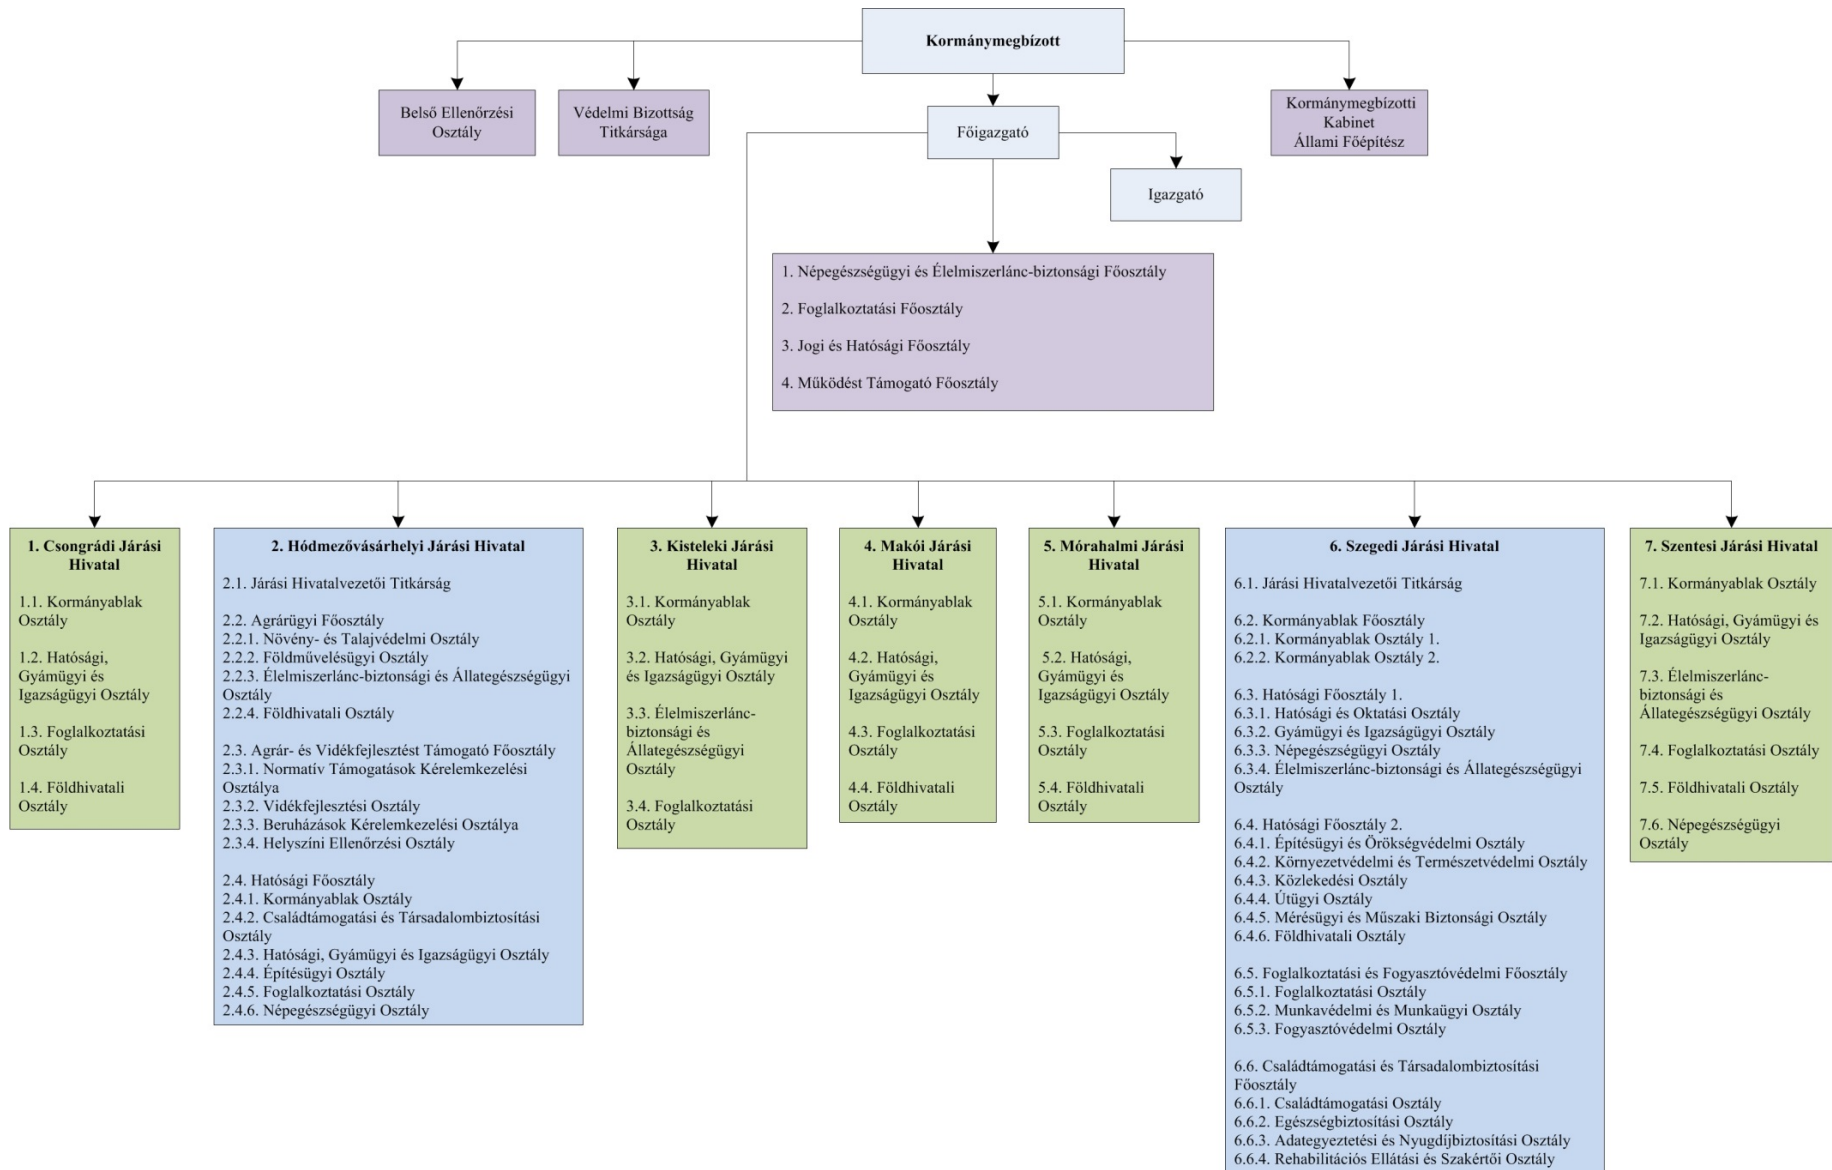 Kormánymegbízott
Belső Ellenőrzési
Osztály
Védelmi Bizottság
Titkársága
Kormánymegbízotti
Kabinet
Állami Főépítész
Főigazgató
Igazgató
1. Népegészségügyi és Élelmiszerlánc-biztonsági Főosztály
2. Foglalkoztatási Főosztály
3. Jogi és Hatósági Főosztály
4. Működést Támogató Főosztály
1. Csongrádi Járási
Hivatal
1.1. Kormányablak
Osztály
1.2. Hatósági,
Gyámügyi és
Igazságügyi Osztály
1.3. Foglalkoztatási
Osztály
1.4. Földhivatali
Osztály
2. Hódmezővásárhelyi Járási Hivatal
2.1. Járási Hivatalvezetői Titkárság
2.2. Agrárügyi Főosztály
2.2.1. Növény- és Talajvédelmi Osztály
2.2.2. Földművelésügyi Osztály
2.2.3. Élelmiszerlánc-biztonsági és Állategészségügyi
Osztály
2.2.4. Földhivatali Osztály
2.3. Agrár- és Vidékfejlesztést Támogató Főosztály
2.3.1. Normatív Támogatások Kérelemkezelési
Osztálya
2.3.2. Vidékfejlesztési Osztály
2.3.3. Beruházások Kérelemkezelési Osztálya
2.3.4. Helyszíni Ellenőrzési Osztály
2.4. Hatósági Főosztály
2.4.1. Kormányablak Osztály
2.4.2. Családtámogatási és Társadalombiztosítási
Osztály
2.4.3. Hatósági, Gyámügyi és Igazságügyi Osztály
2.4.4. Építésügyi Osztály
2.4.5. Foglalkoztatási Osztály
2.4.6. Népegészségügyi Osztály
3. Kisteleki Járási
Hivatal
3.1. Kormányablak
Osztály
3.2. Hatósági, Gyámügyi
és Igazságügyi Osztály
3.3. Élelmiszerlánc-
biztonsági és
Állategészségügyi
Osztály
3.4. Foglalkoztatási
Osztály
4. Makói Járási
Hivatal
4.1. Kormányablak
Osztály
4.2. Hatósági,
Gyámügyi és
Igazságügyi Osztály
4.3. Foglalkoztatási
Osztály
4.4. Földhivatali
Osztály
5. Mórahalmi Járási
Hivatal
5.1. Kormányablak
Osztály
5.2. Hatósági,
Gyámügyi és
Igazságügyi Osztály
5.3. Foglalkoztatási
Osztály
5.4. Földhivatali
Osztály
6. Szegedi Járási Hivatal
6.1. Járási Hivatalvezetői Titkárság
6.2. Kormányablak Főosztály
6.2.1. Kormányablak Osztály 1.
6.2.2. Kormányablak Osztály 2.
6.3. Hatósági Főosztály 1.
6.3.1. Hatósági és Oktatási Osztály
6.3.2. Gyámügyi és Igazságügyi Osztály
6.3.3. Népegészségügyi Osztály
6.3.4. Élelmiszerlánc-biztonsági és Állategészségügyi
Osztály
6.4. Hatósági Főosztály 2.
6.4.1. Építésügyi és Örökségvédelmi Osztály
6.4.2. Környezetvédelmi és Természetvédelmi Osztály
6.4.3. Közlekedési Osztály
6.4.4. Útügyi Osztály
6.4.5. Mérésügyi és Műszaki Biztonsági Osztály
6.4.6. Földhivatali Osztály
6.5. Foglalkoztatási és Fogyasztóvédelmi Főosztály
6.5.1. Foglalkoztatási Osztály
6.5.2. Munkavédelmi és Munkaügyi Osztály
6.5.3. Fogyasztóvédelmi Osztály
6.6. Családtámogatási és Társadalombiztosítási
Főosztály
6.6.1. Családtámogatási Osztály
6.6.2. Egészségbiztosítási Osztály
6.6.3. Adategyeztetési és Nyugdíjbiztosítási Osztály
6.6.4. Rehabilitációs Ellátási és Szakértői Osztály
7. Szentesi Járási Hivatal
7.1. Kormányablak Osztály
7.2. Hatósági, Gyámügyi és
Igazságügyi Osztály
7.3. Élelmiszerlánc-
biztonsági és
Állategészségügyi Osztály
7.4. Foglalkoztatási Osztály
7.5. Földhivatali Osztály
7.6. Népegészségügyi
Osztály